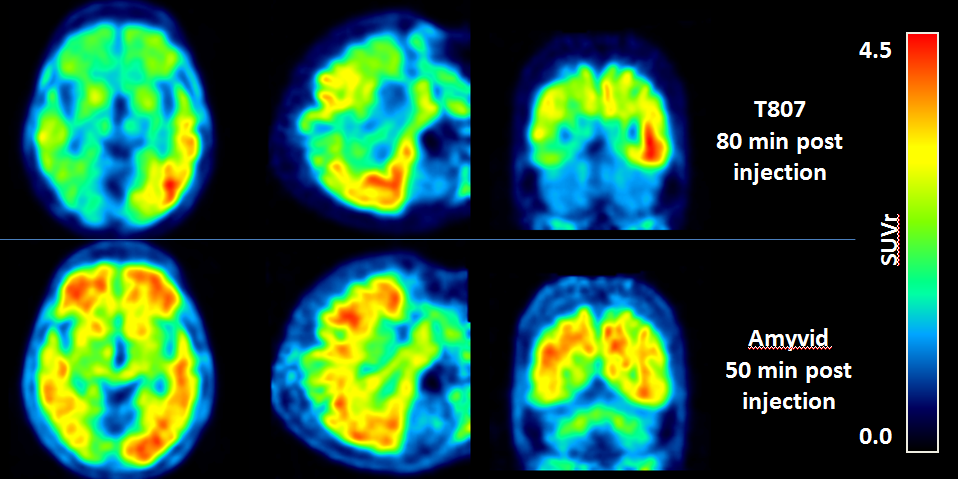 4.5
T807
80 min post
injection
SUVr
Amyvid
50 min post
injection
0.0